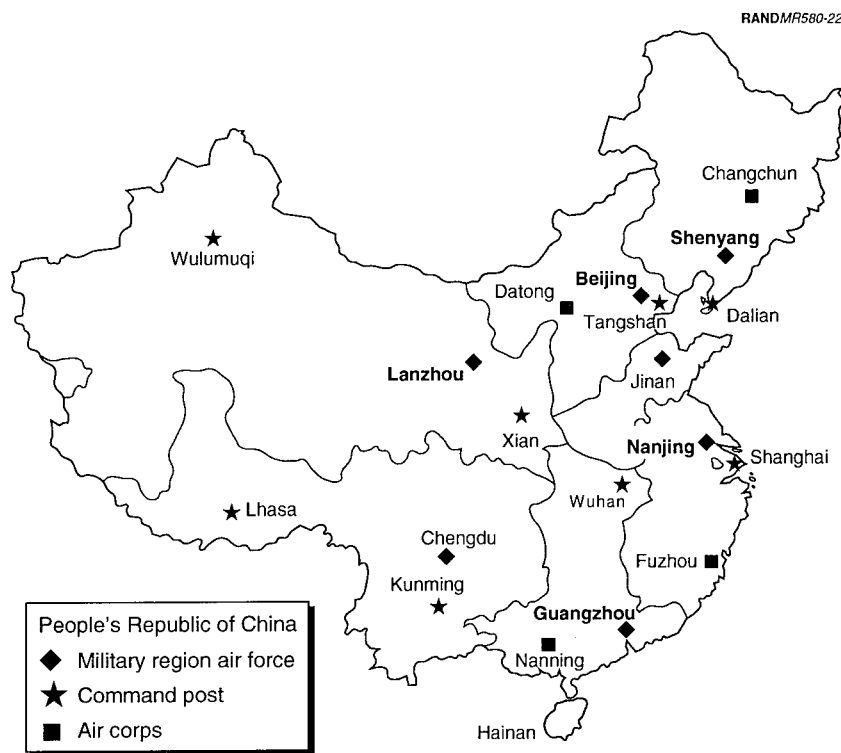 RANDMR580-22
Changchun
Shenyang
Wulumuqi
Beijing
Datong
Tangshan
Dalian
Lanzhou
Jinan
Xian
Nanjing
Shanghai
Wuhan
Lhasa
Chengdu
Fuzhou
Kunming
Guangzhou
Nanning
Hainan
People's Republic of China
Military region air force
Command post
Air corps